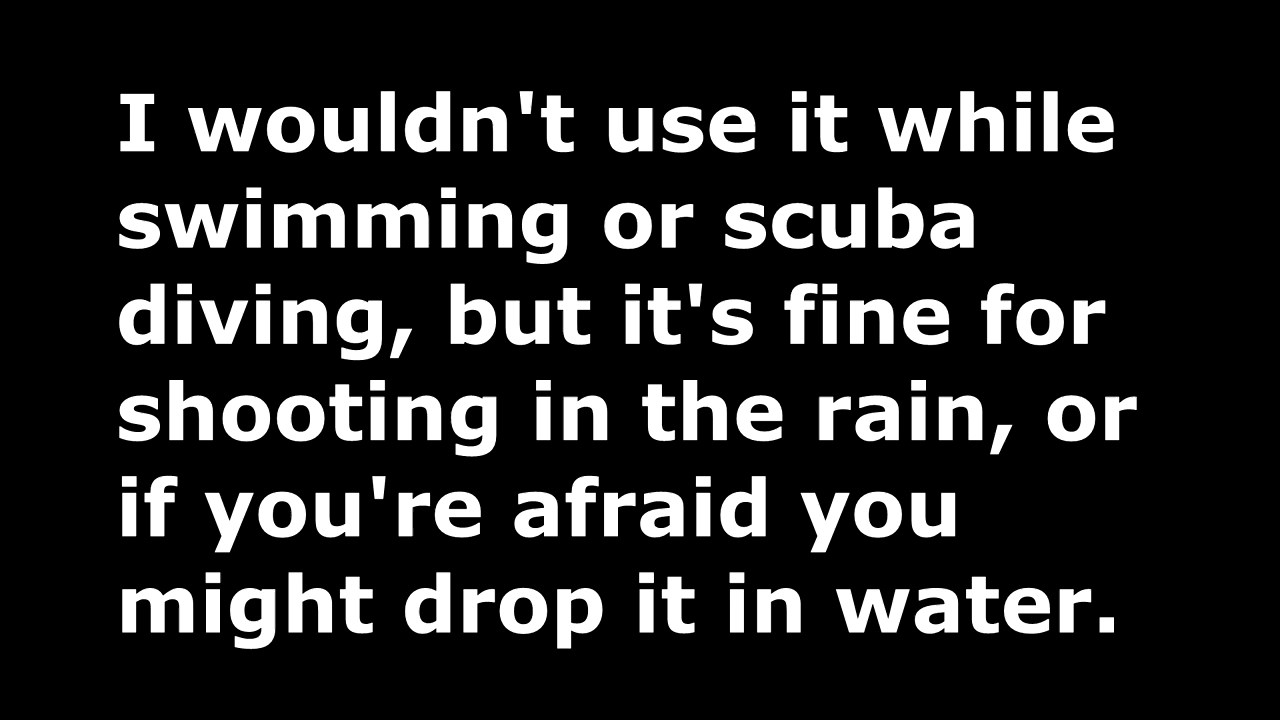 I wouldn't use it while
swimming or scuba
diving, but it's fine for
shooting in the rain, or
if you're afraid you
might drop it in water.